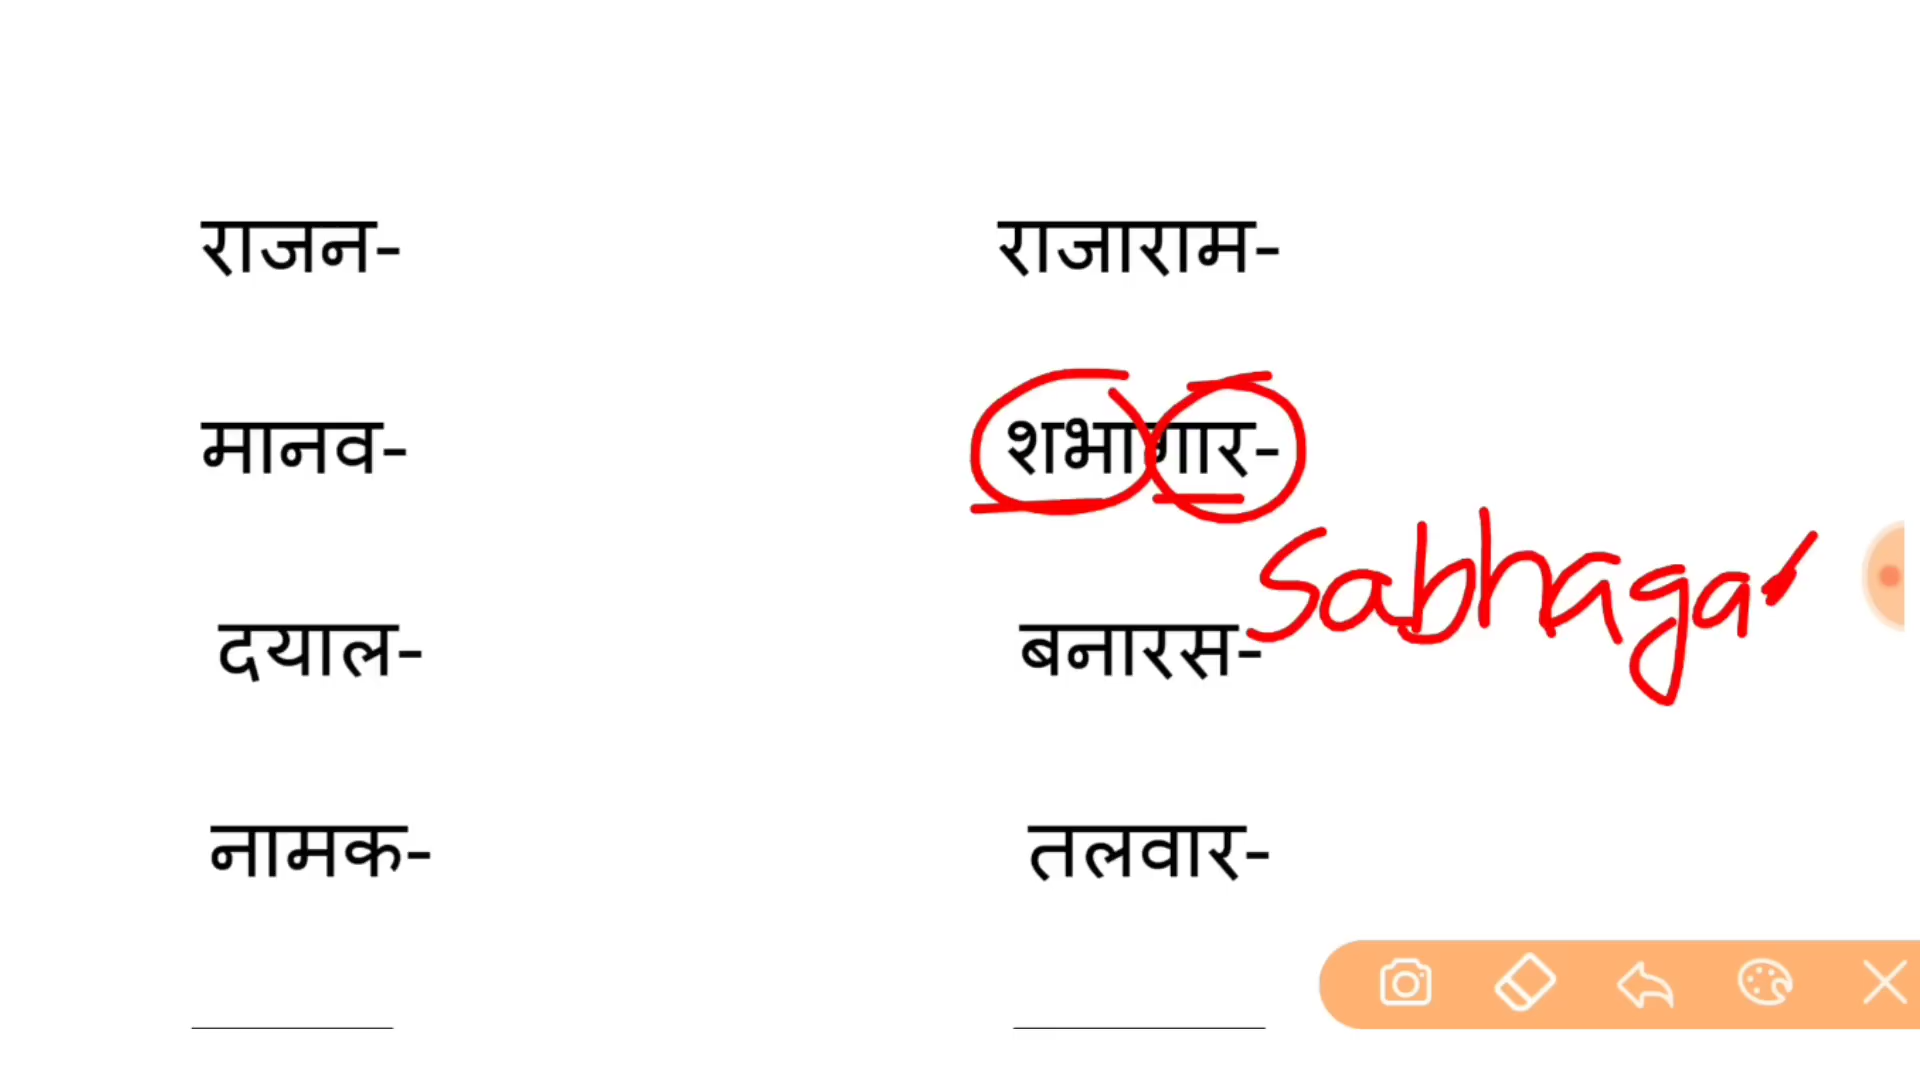 राजन- राजाराम-
मानव- शभागार-
sabhagar
दयाल- बनारस-
नामक- तलवार-